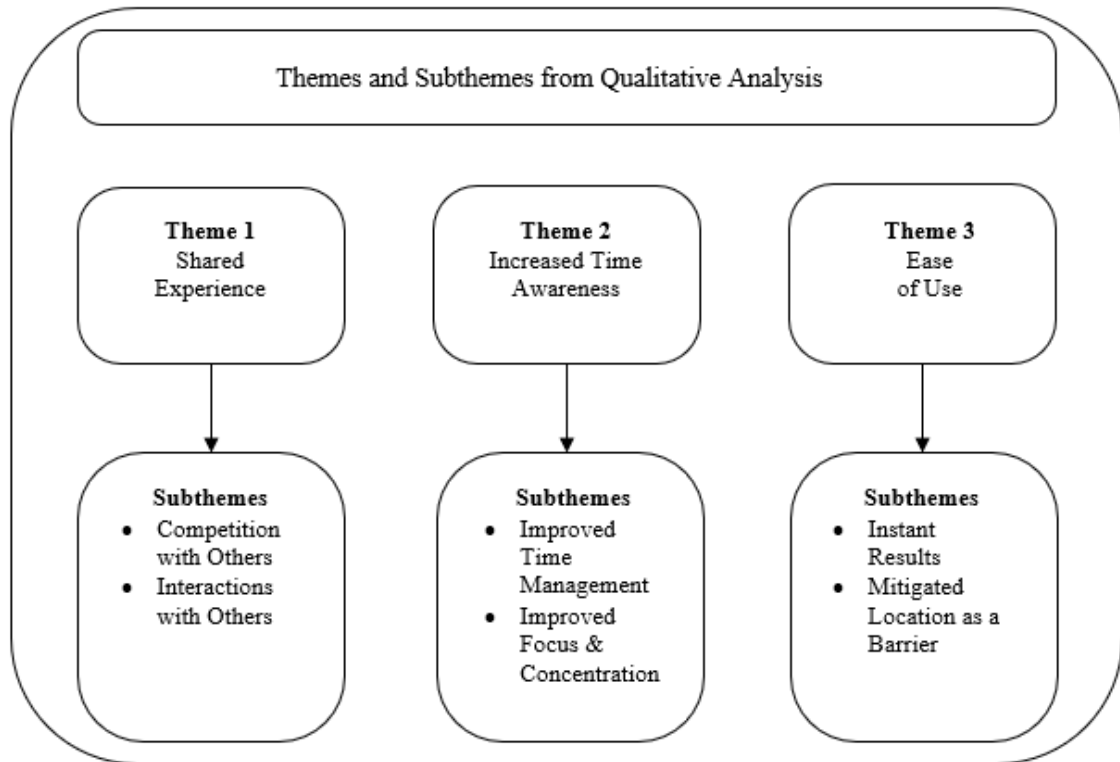 Themes and Subthemes from Qualitative Analysis
Theme 1
Shared
Experience
Theme 2
Increased Time
Awareness
Theme 3
Ease
of Use
Subthemes
● Competition
with Others
● Interactions
with Others
Subthemes
● Improved
Time
Management
● Improved
Focus &
Concentration
Subthemes
● Instant
Results
● Mitigated
Location as a
Barrier